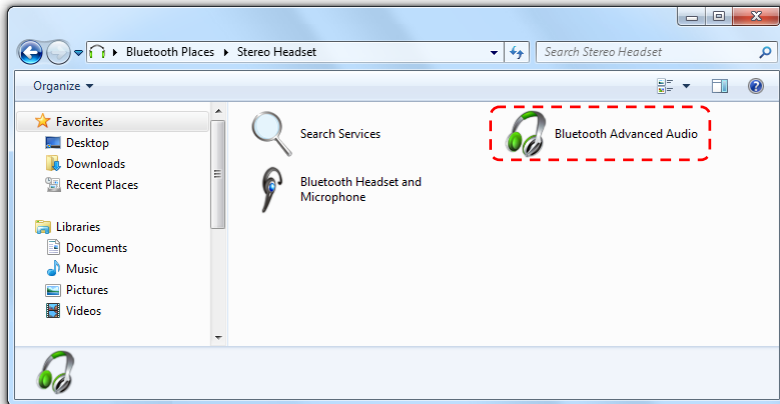 Bluetooth Places
Stereo Headset
Search Stereo Headset
Organize
Favorites
Desktop
Downloads
Recent Places
Libraries
Documents
Music
Pictures
Videos
Search Services
Bluetooth Advanced Audio
Bluetooth Headset and
Microphone